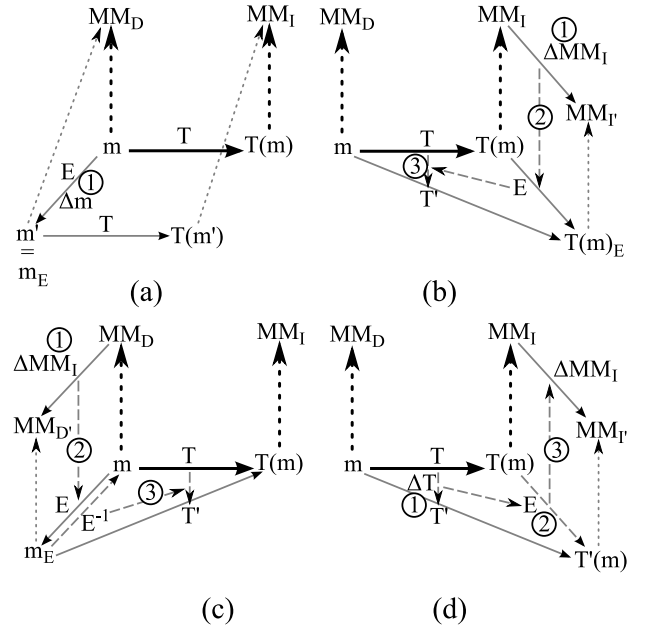 MM_D
MM_I
m
T
T(m)
E
①
Δm
m'
=
m_E
T
T(m')
(a)
MM_D
MM_I
①
ΔMM_I
MM_I'
②
m
T
T(m)
③
T'
E
T(m)_E
(b)
①
ΔMM_I
MM_D
MM_I
MM_D'
②
m
T
T(m)
E
E⁻¹
③
T'
m_E
(c)
MM_D
MM_I
ΔMM_I
MM_I'
m
T
T(m)
③
ΔT
①
T'
E
②
T'(m)
(d)